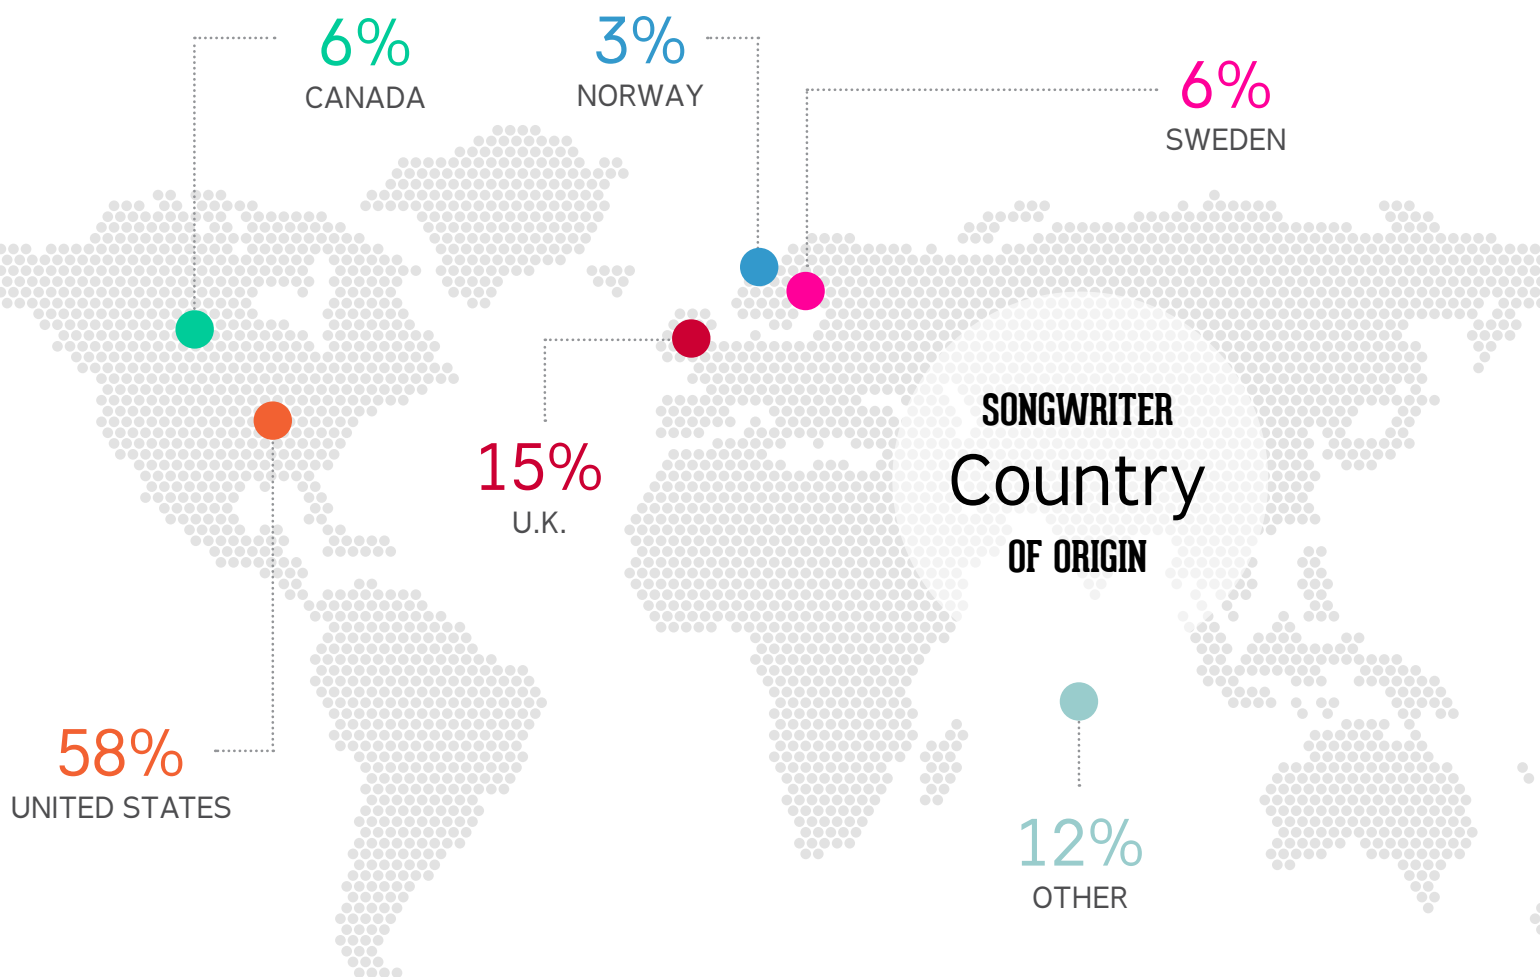 6%
CANADA
3%
NORWAY
6%
SWEDEN
SONGWRITER
Country
OF ORIGIN
15%
U.K.
58%
UNITED STATES
12%
OTHER